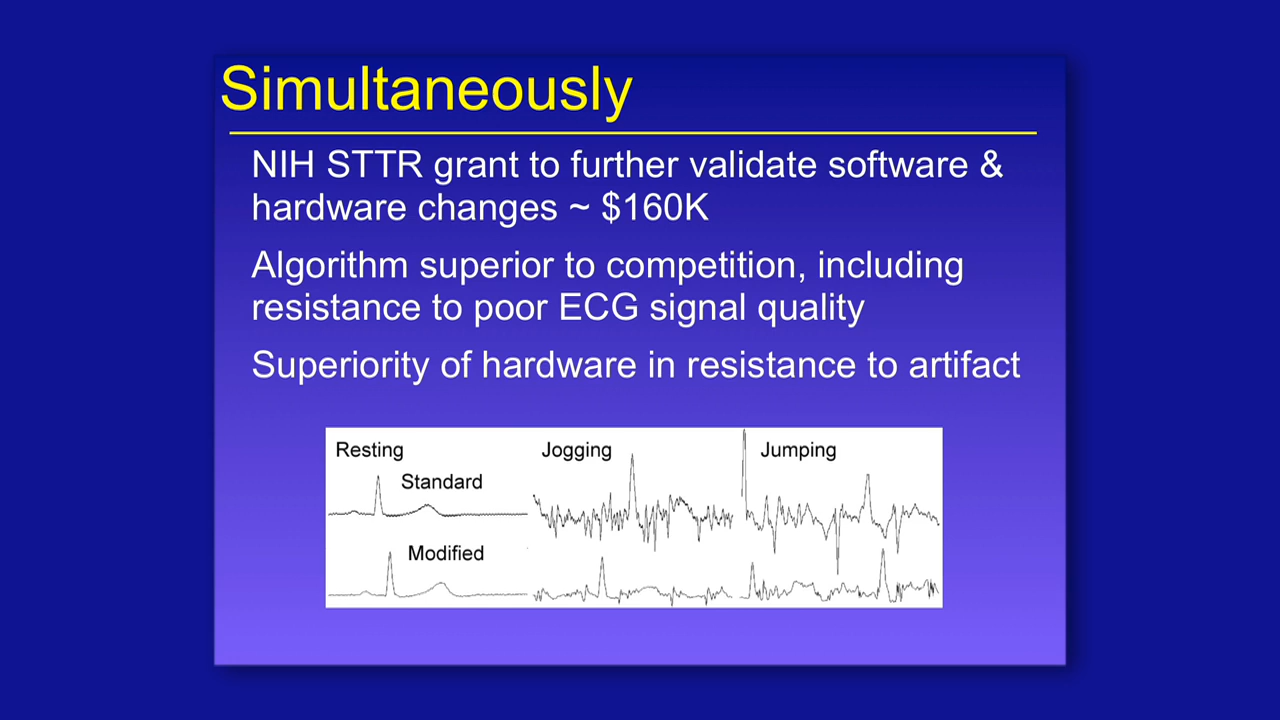 Simultaneously
NIH STTR grant to further validate software &
hardware changes ~ $160K
Algorithm superior to competition, including
resistance to poor ECG signal quality
Superiority of hardware in resistance to artifact
Resting
Jogging
Jumping
Standard
Modified